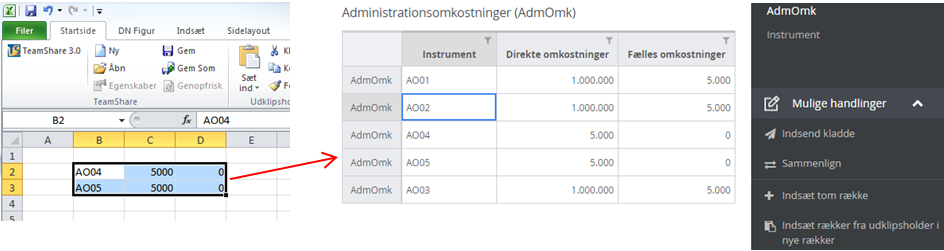 Filer Startside DN Figur Indsæt Sidelayout
TeamShare 3.0
Ny
Åbn
Egenskaber
Gem
Gem Som
Genopfrisk
TeamShare
Sæt
ind
Udklipsho
B2 fx AO04
A B C D E
1
2 AO04 5000 0
3 AO05 5000 0
4
5
Administrationsomkostninger (AdmOmk)
Instrument Direkte omkostninger Fælles omkostninger
AdmOmk AO01 1.000.000 5.000
AdmOmk AO02 1.000.000 5.000
AdmOmk AO04 5.000 0
AdmOmk AO05 5.000 0
AdmOmk AO03 1.000.000 5.000
AdmOmk
Instrument
Mulige handlinger
Indsend kladde
Sammenlign
Indsæt tom række
Indsæt rækker fra udklipsholder i
nye rækker